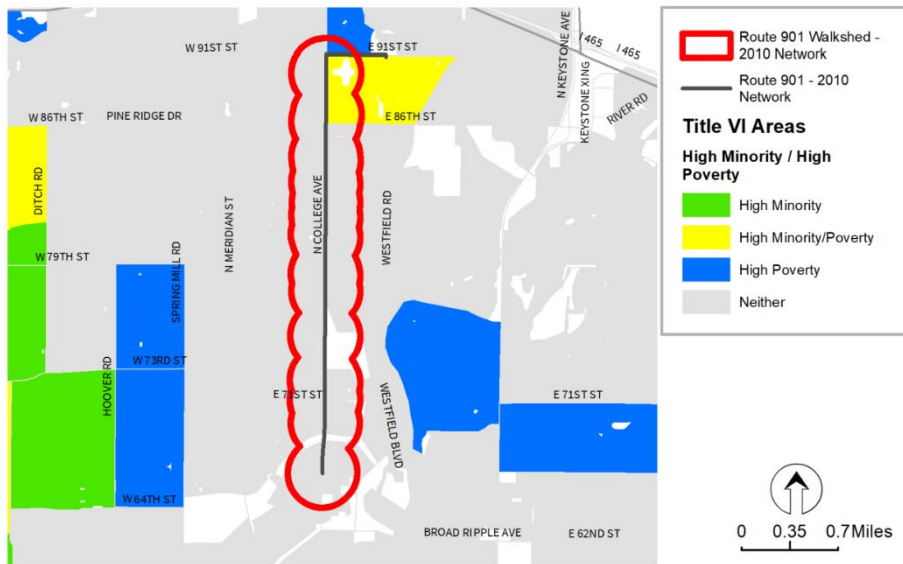 W 91ST ST
E 91ST ST
N KEYSTONE AVE
I 465
I 465
W 86TH ST
PINE RIDGE DR
E 86TH ST
KEYSTONE XING
RIVER RD
DITCH RD
N MERIDIAN ST
N COLLEGE AVE
WESTFIELD RD
W 79TH ST
SPRING MILL RD
HOOVER RD
W 73RD ST
E 71ST ST
WESTFIELD BLVD
E 71ST ST
W 64TH ST
BROAD RIPPLE AVE
E 62ND ST
Route 901 Walkshed -
2010 Network
Route 901 - 2010
Network
Title VI Areas
High Minority / High
Poverty
High Minority
High Minority/Poverty
High Poverty
Neither
0 0.35 0.7Miles